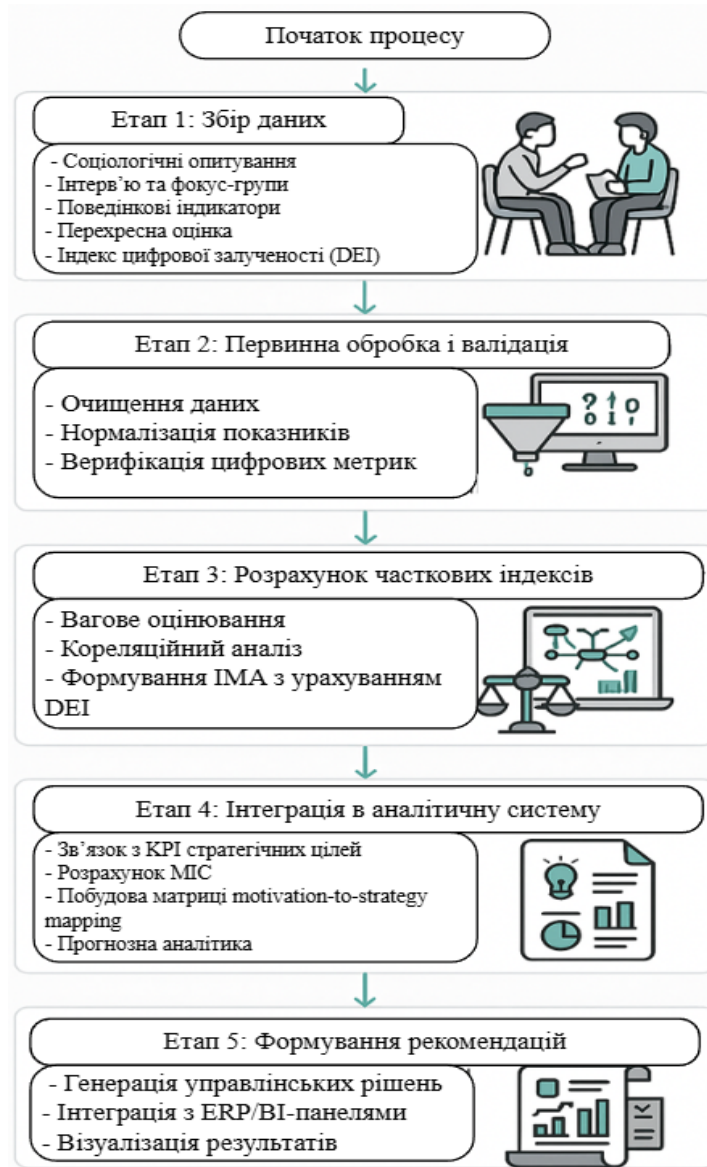 Початок процесу
Етап 1: Збір даних
- Соціологічні опитування
- Інтерв’ю та фокус-групи
- Поведінкові індикатори
- Перехресна оцінка
- Індекс цифрової залученості (DEI)
Етап 2: Первинна обробка і валідація
- Очищення даних
- Нормалізація показників
- Верифікація цифрових метрик
Етап 3: Розрахунок часткових індексів
- Вагове оцінювання
- Кореляційний аналіз
- Формування ІМА з урахуванням
DEI
Етап 4: Інтеграція в аналітичну систему
- Зв’язок з KPI стратегічних цілей
- Розрахунок МІС
- Побудова матриці motivation-to-strategy
mapping
- Прогнозна аналітика
Етап 5: Формування рекомендацій
- Генерація управлінських рішень
- Інтеграція з ERP/BI-панелями
- Візуалізація результатів